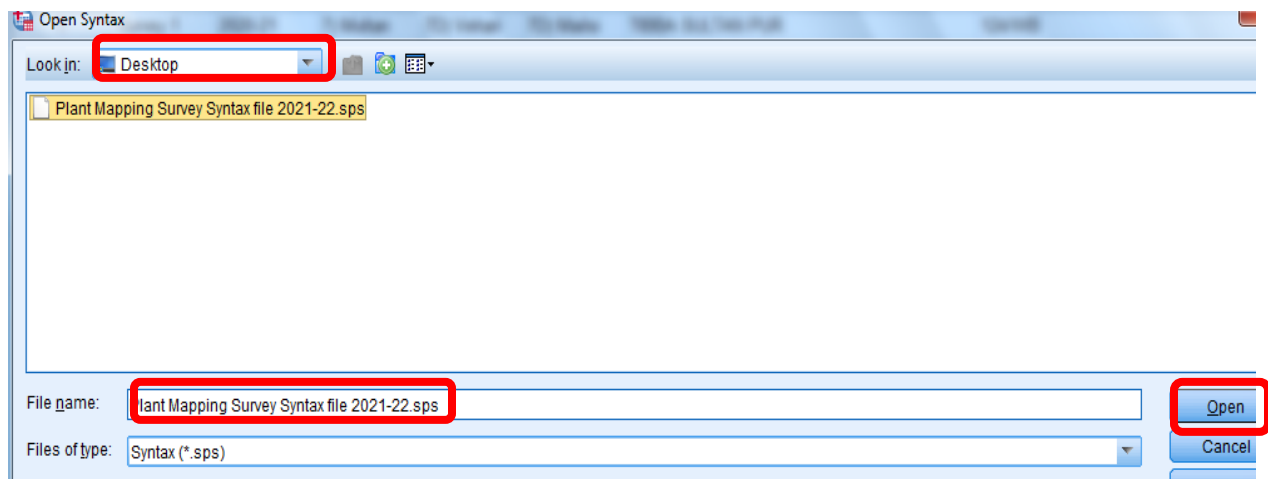 Open Syntax
Look in: Desktop
Plant Mapping Survey Syntax file 2021-22.sps
File name: Plant Mapping Survey Syntax file 2021-22.sps
Open
Files of type: Syntax (*.sps)
Cancel